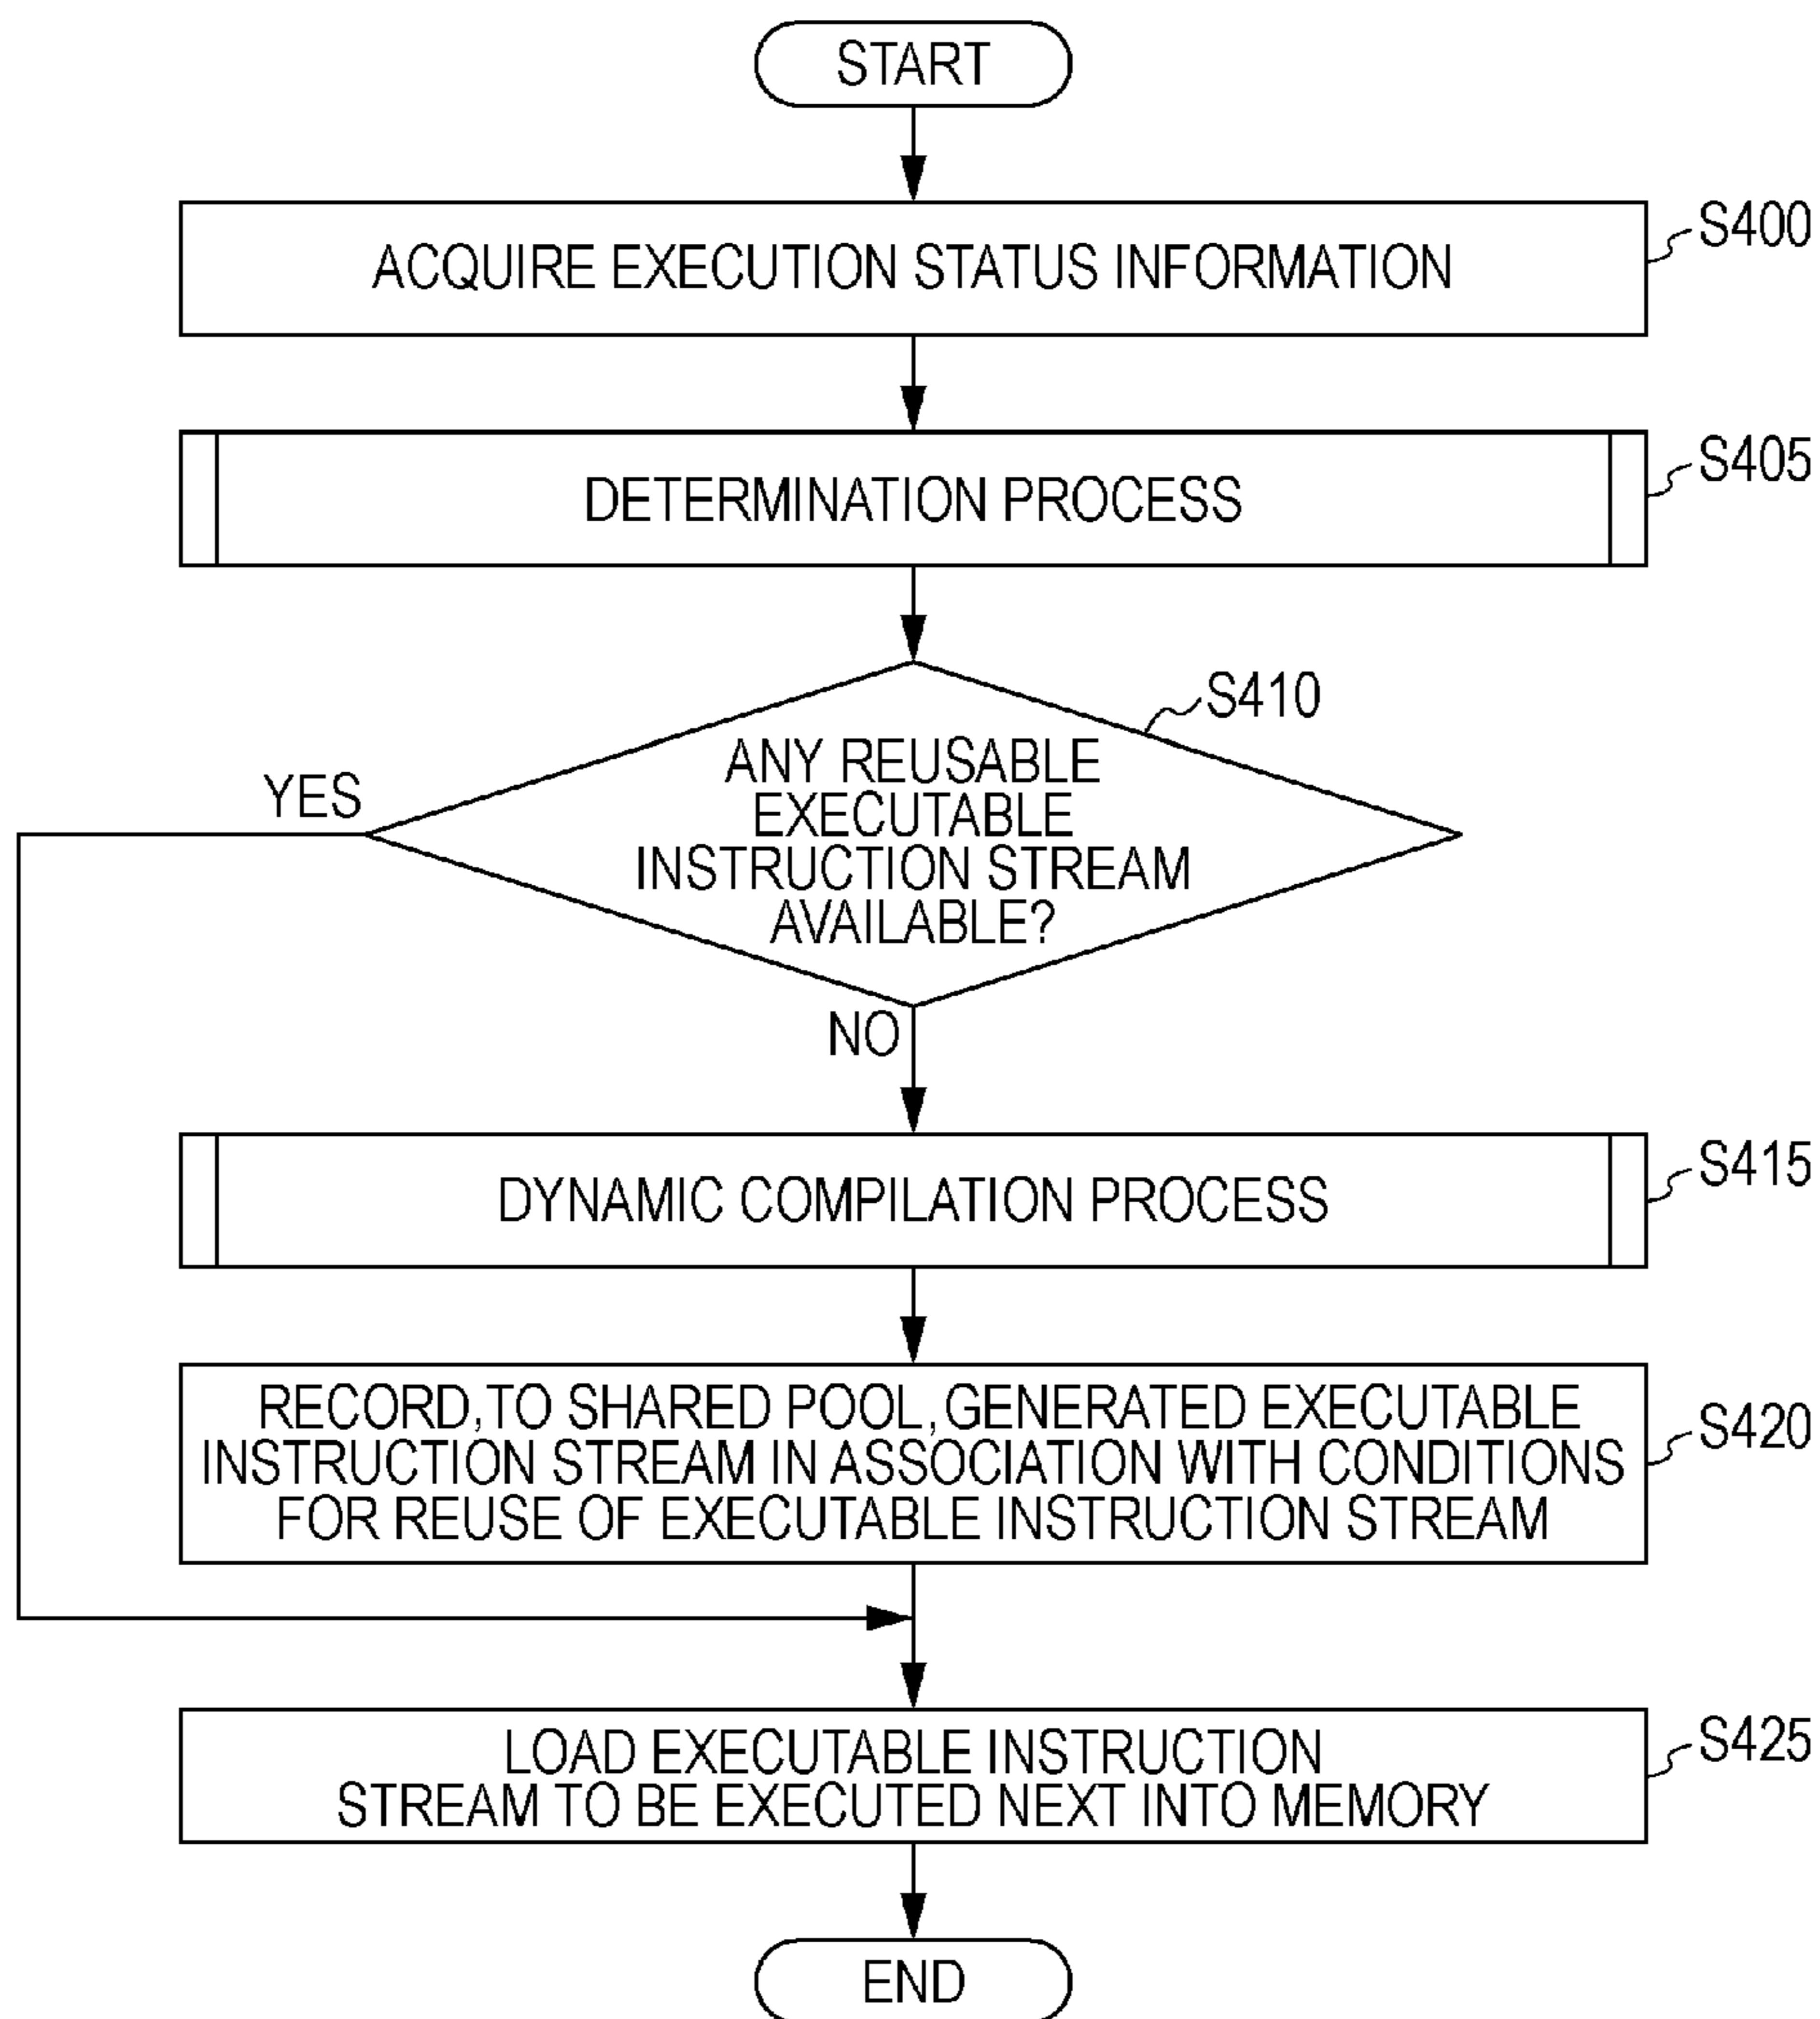 START
ACQUIRE EXECUTION STATUS INFORMATION
S400
DETERMINATION PROCESS
S405
S410
ANY REUSABLE
EXECUTABLE
INSTRUCTION STREAM
AVAILABLE?
YES
NO
DYNAMIC COMPILATION PROCESS
S415
RECORD, TO SHARED POOL, GENERATED EXECUTABLE
INSTRUCTION STREAM IN ASSOCIATION WITH CONDITIONS
FOR REUSE OF EXECUTABLE INSTRUCTION STREAM
S420
LOAD EXECUTABLE INSTRUCTION
STREAM TO BE EXECUTED NEXT INTO MEMORY
S425
END